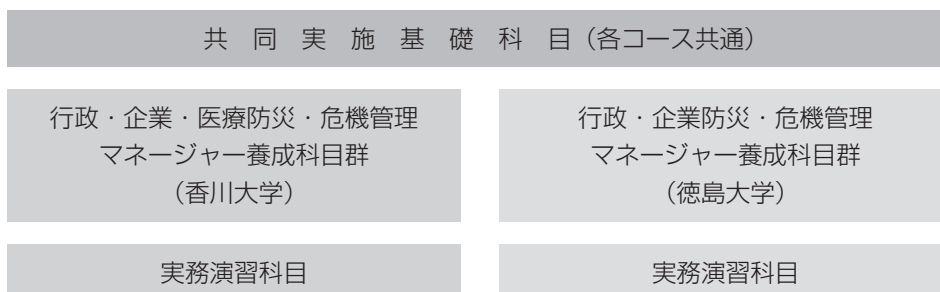 共同実施基礎科目（各コース共通）
行政・企業・医療防災・危機管理
マネージャー養成科目群
（香川大学）
行政・企業防災・危機管理
マネージャー養成科目群
（徳島大学）
実務演習科目
実務演習科目